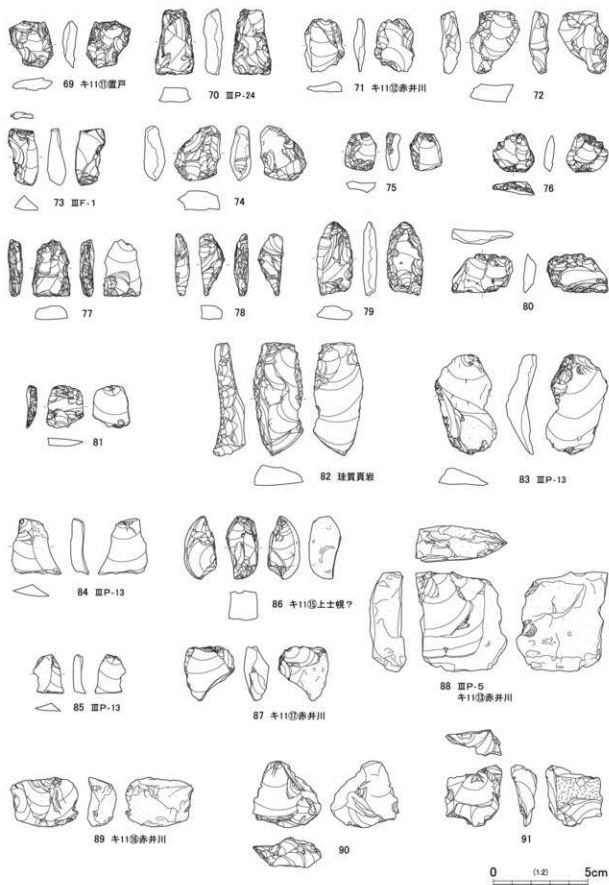 69 キ11⑪置戸
70 ⅢP-24
71 キ11⑫赤井川
72
73 ⅢF-1
74
75
76
77
78
79
80
81
82 珪質頁岩
83 ⅢP-13
84 ⅢP-13
85 ⅢP-13
86 キ11⑮上士幌?
87 キ11⑰赤井川
88 ⅢP-5
キ11⑬赤井川
89 キ11⑯赤井川
90
91
0 (1:2) 5cm